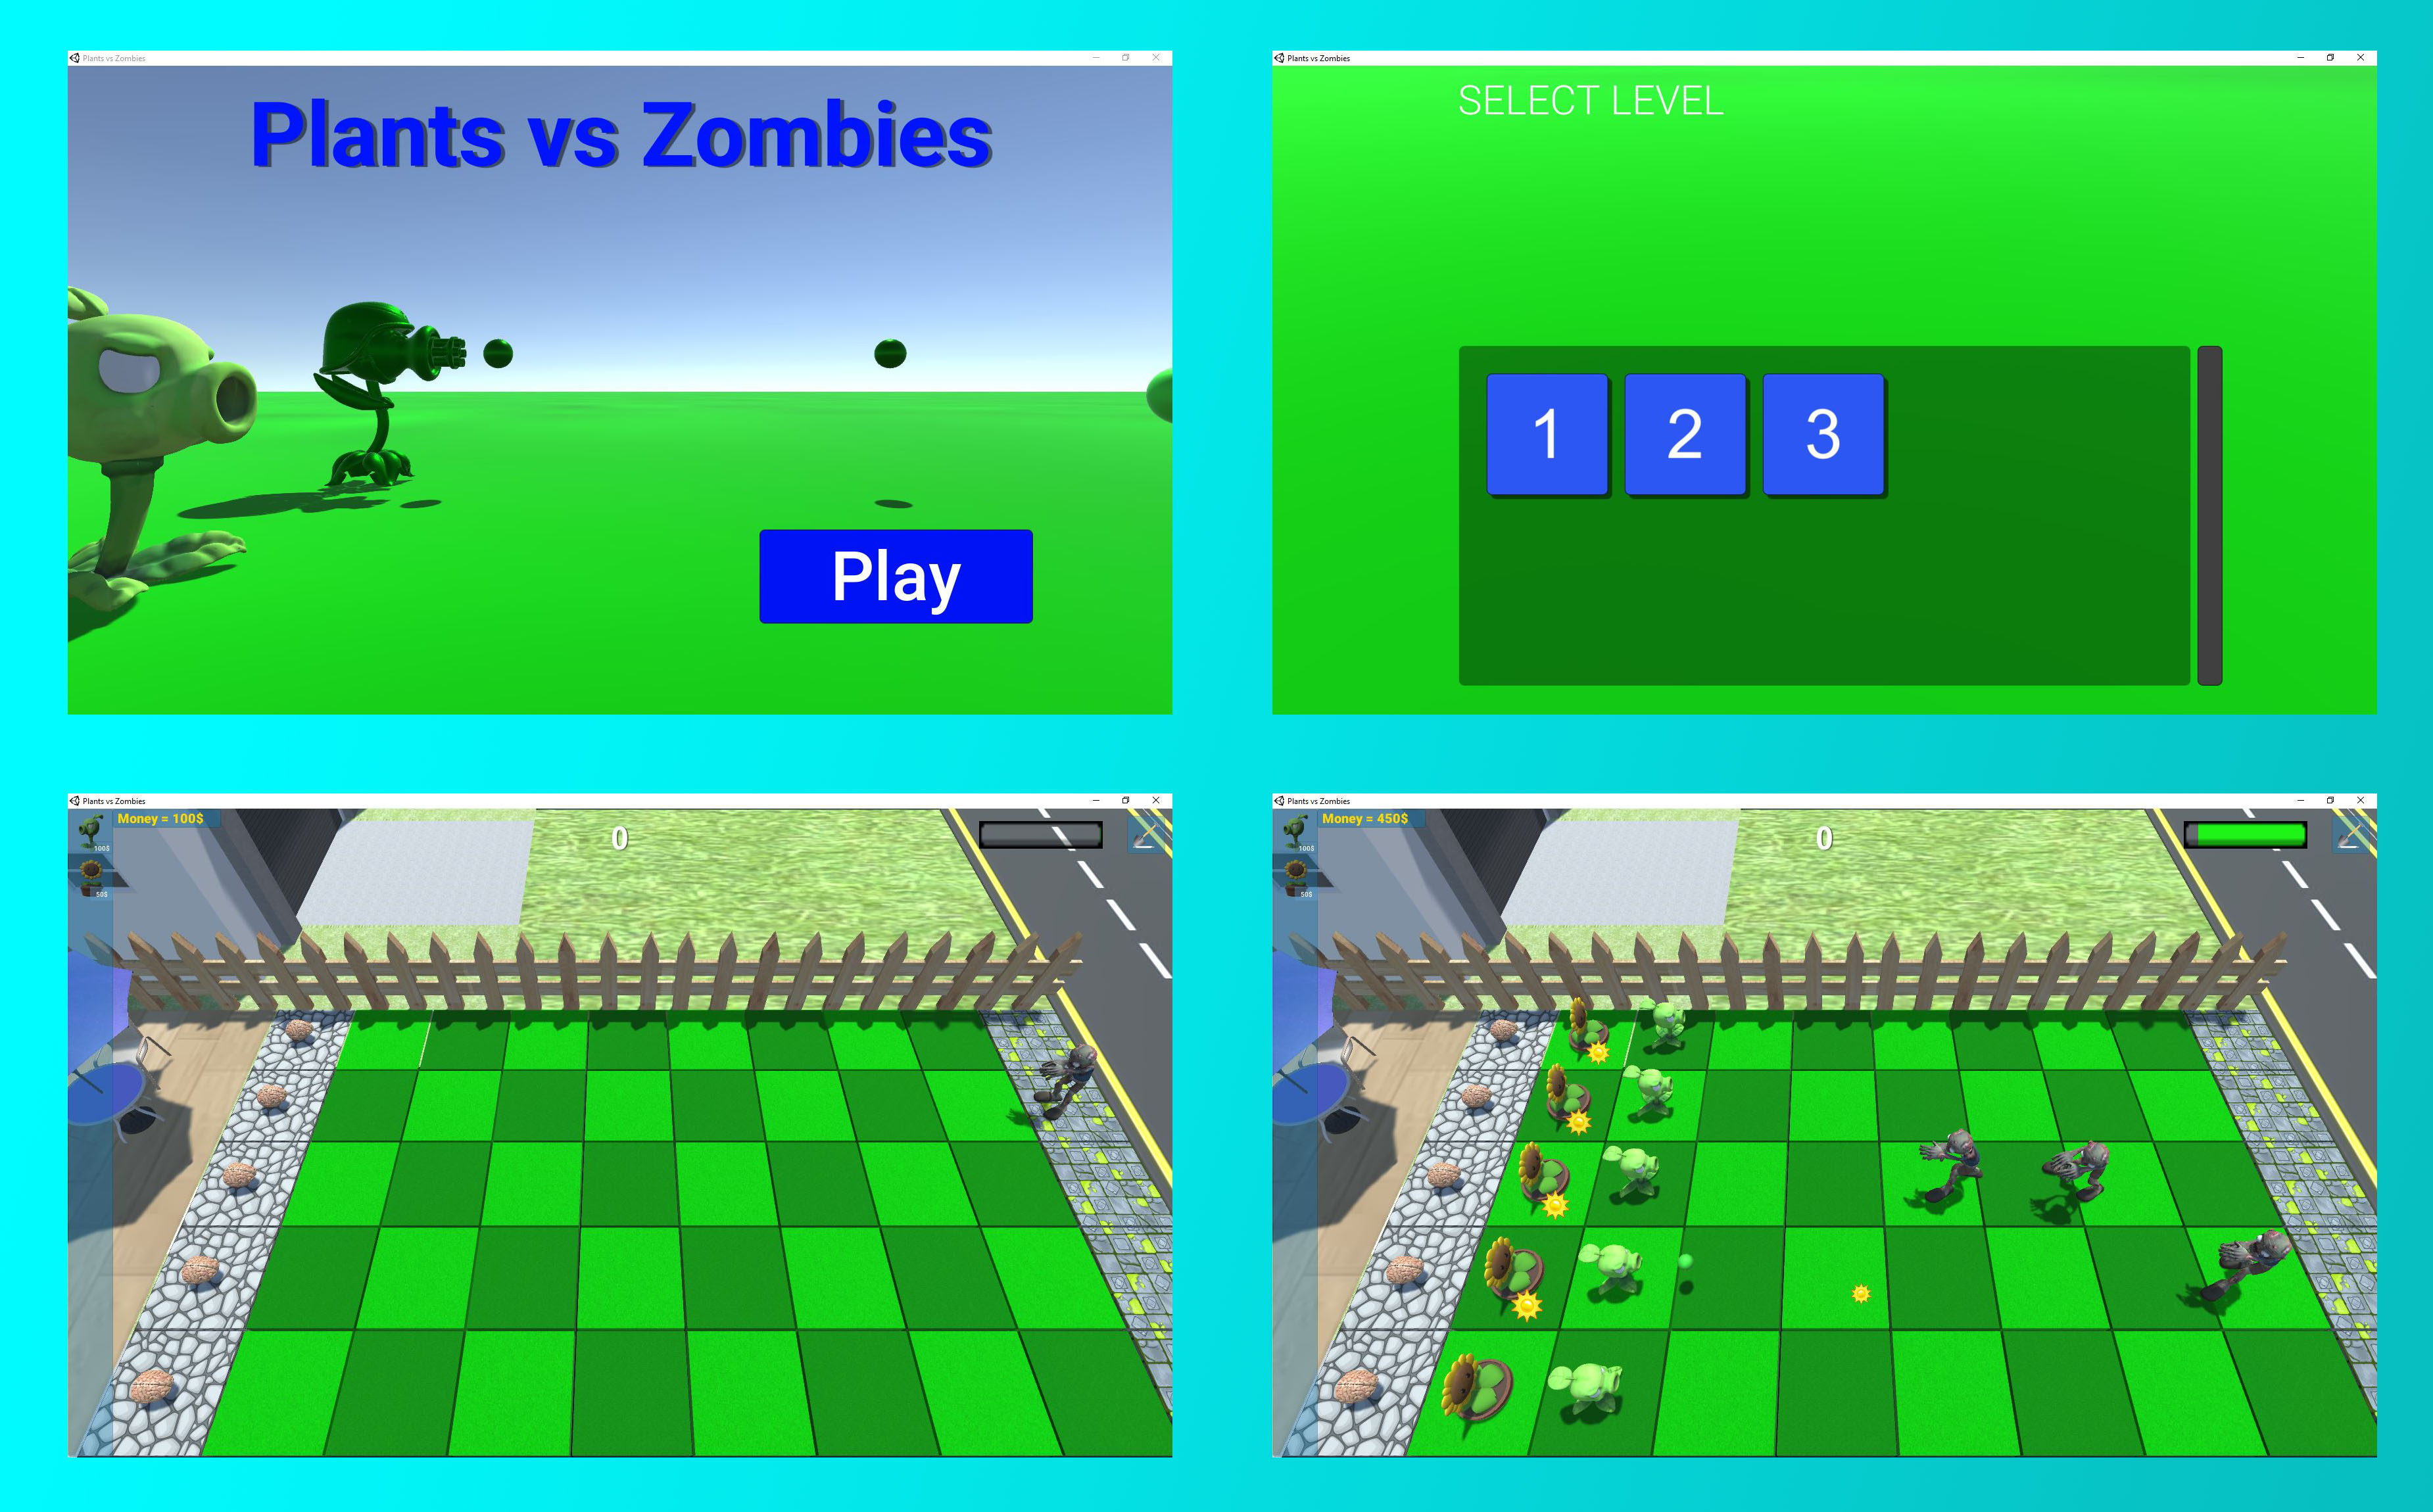 Plants vs Zombies
Plants vs Zombies
Play
Plants vs Zombies
SELECT LEVEL
1 2 3
Plants vs Zombies
Money = 100$
0
100$
50$
Plants vs Zombies
Money = 450$
0
100$
50$